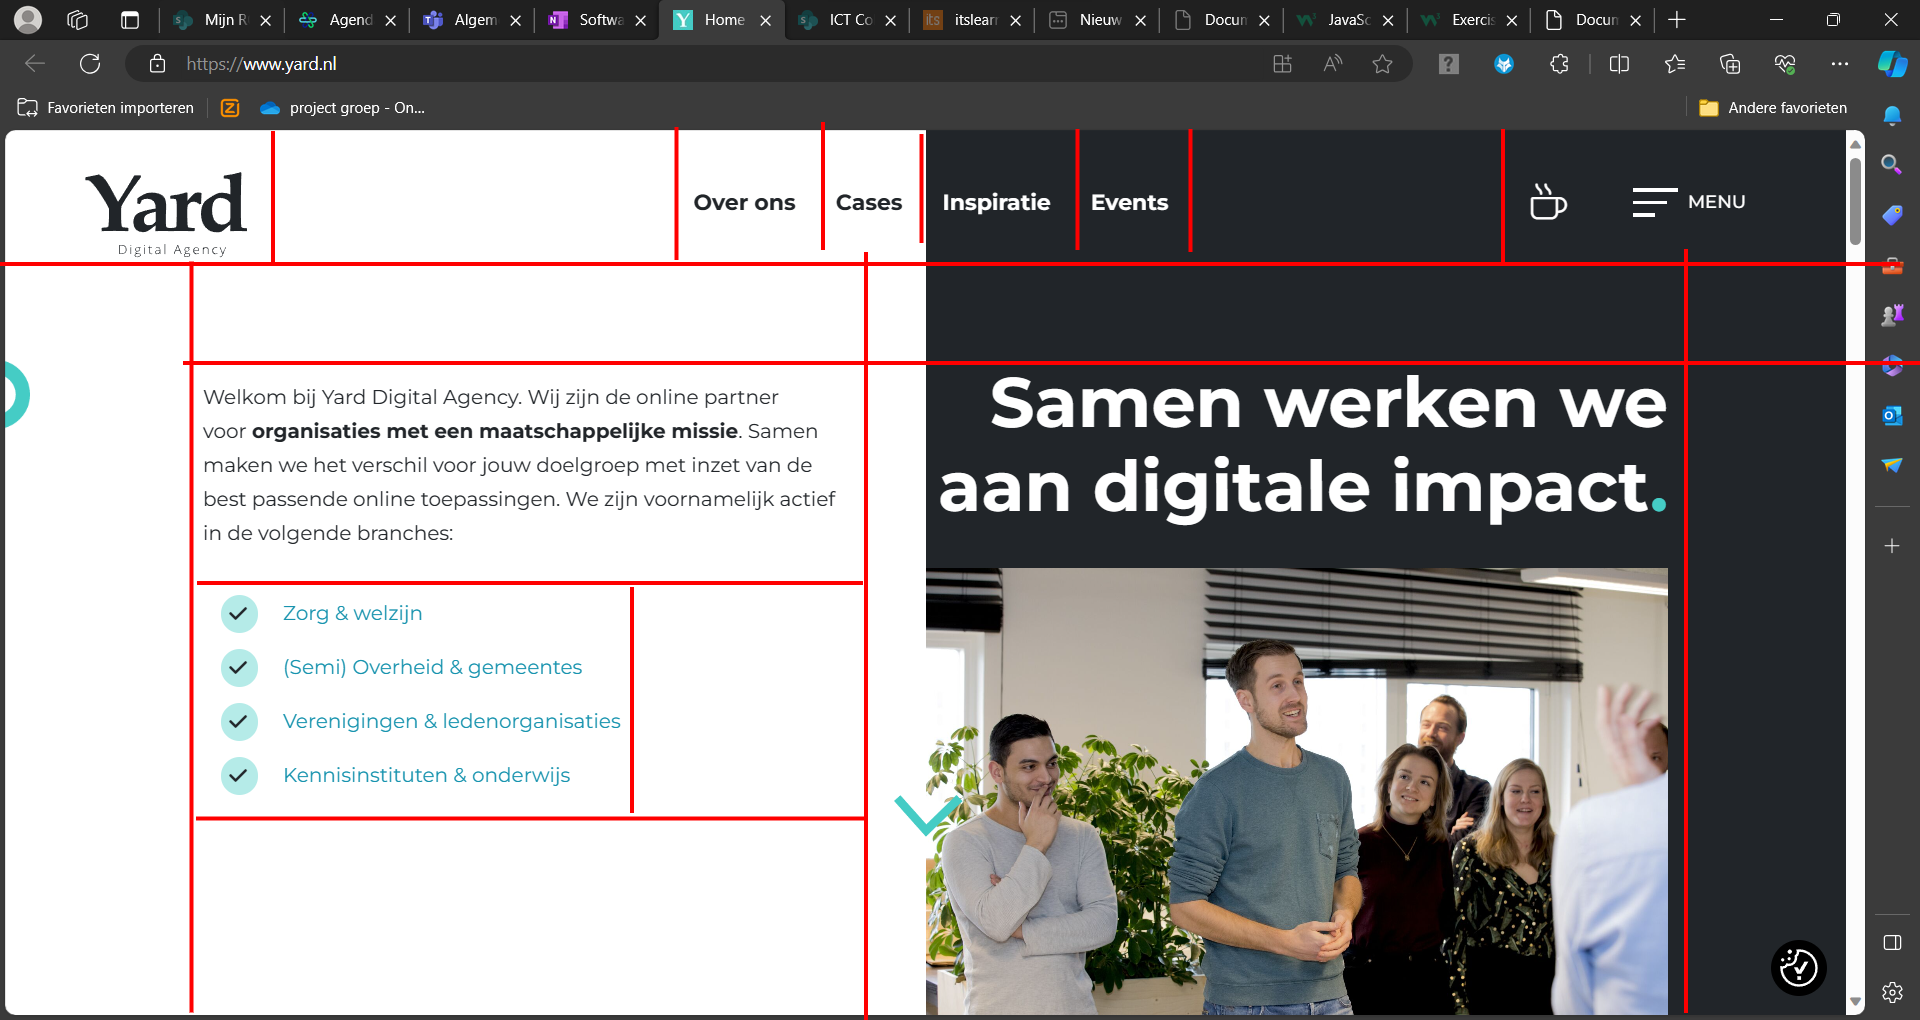 Mijn R
Agend
Algem
Softwa
Home
ICT Co
itslearn
Nieuw
Docum
JavaSc
Exercis
Docum
https://www.yard.nl
Favorieten importeren
project groep - On...
Andere favorieten
Yard
Digital Agency
Over ons
Cases
Inspiratie
Events
MENU
Welkom bij Yard Digital Agency. Wij zijn de online partner
voor organisaties met een maatschappelijke missie. Samen
maken we het verschil voor jouw doelgroep met inzet van de
best passende online toepassingen. We zijn voornamelijk actief
in de volgende branches:
Zorg & welzijn
(Semi) Overheid & gemeentes
Verenigingen & ledenorganisaties
Kennisinstituten & onderwijs
Samen werken we
aan digitale impact.